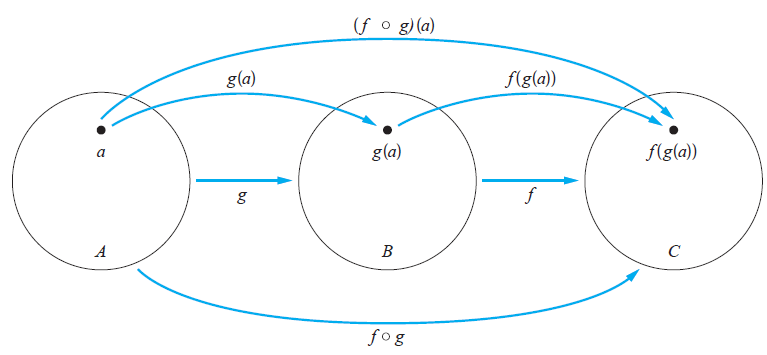 (f ∘ g)(a)
g(a) f(g(a))
a g(a) f(g(a))
g f
A B C
f ∘ g